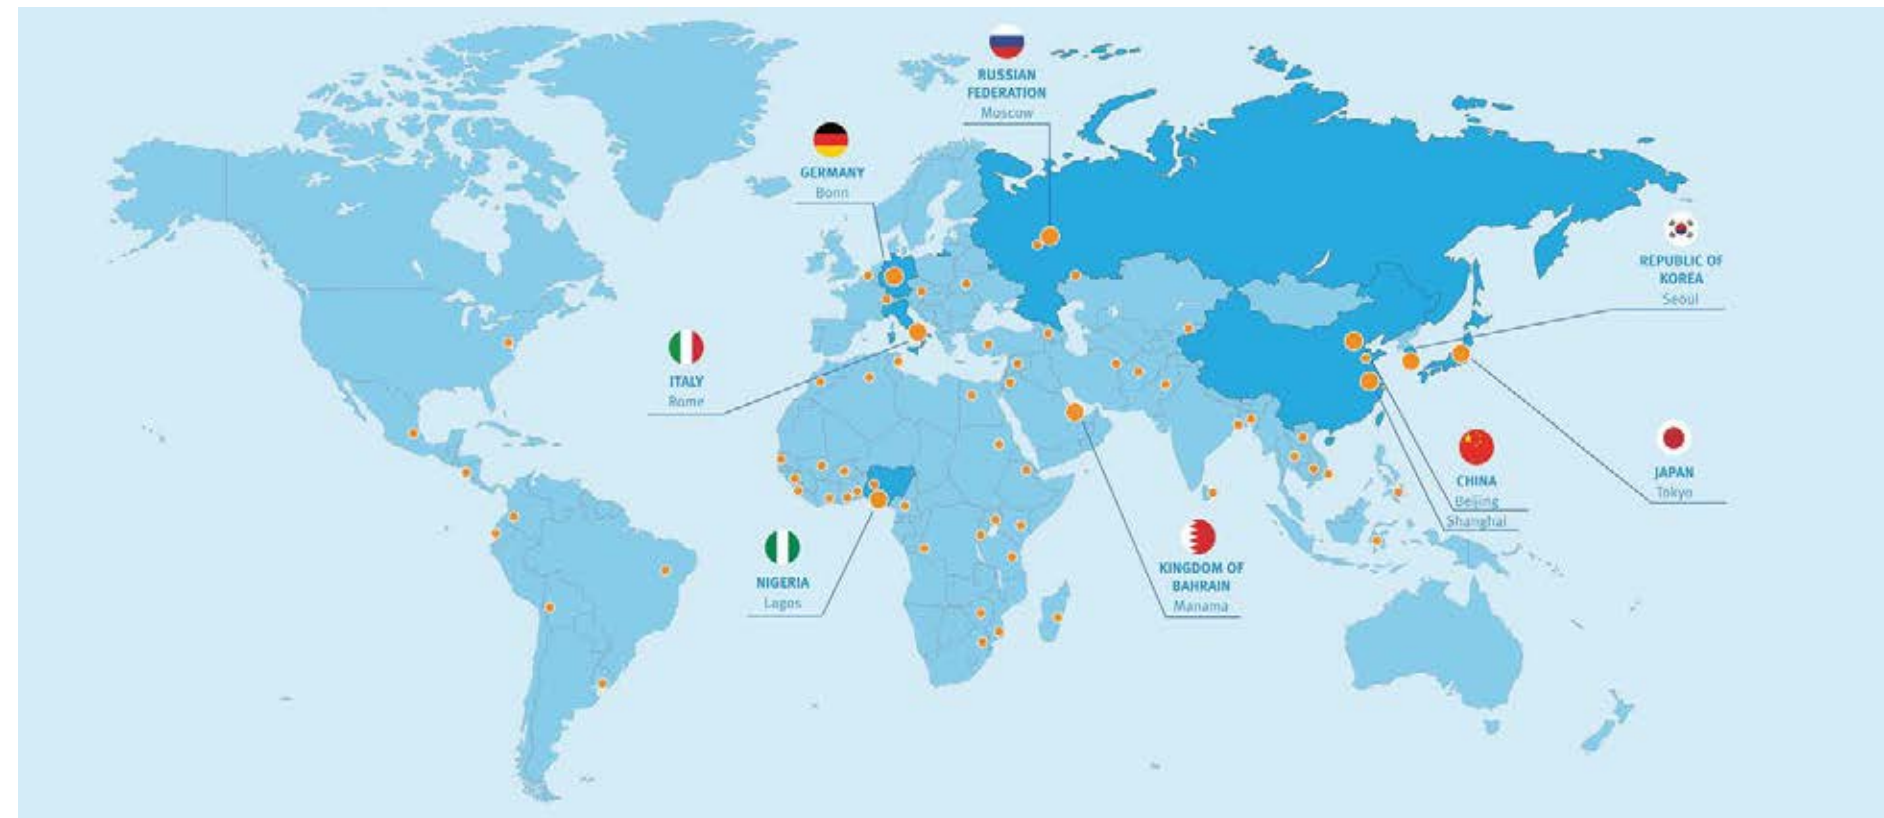 RUSSIAN
FEDERATION
Moscow
GERMANY
Bonn
REPUBLIC OF
KOREA
Seoul
ITALY
Rome
CHINA
Beijing
Shanghai
JAPAN
Tokyo
NIGERIA
Lagos
KINGDOM OF
BAHRAIN
Manama